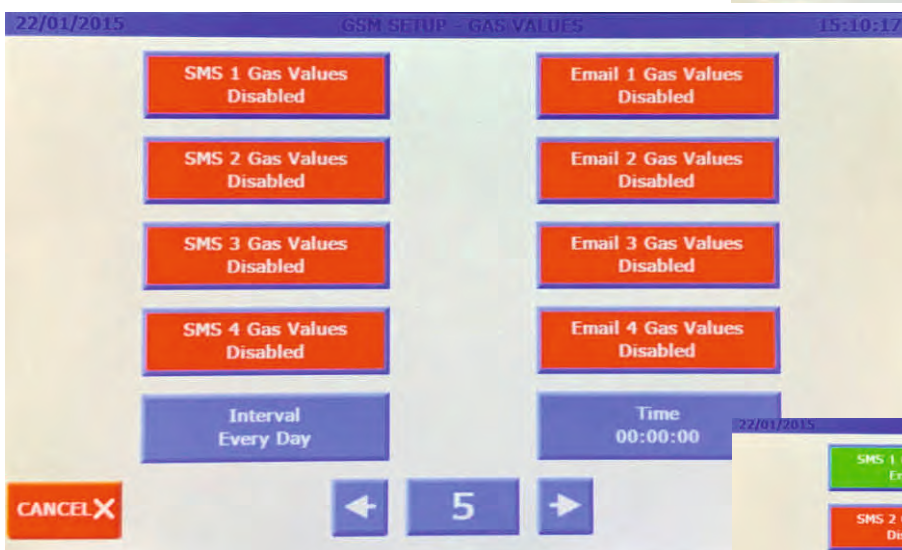 22/01/2015 GSM SETUP - GAS VALUES 15:10:17
SMS 1 Gas Values
Disabled
Email 1 Gas Values
Disabled
SMS 2 Gas Values
Disabled
Email 2 Gas Values
Disabled
SMS 3 Gas Values
Disabled
Email 3 Gas Values
Disabled
SMS 4 Gas Values
Disabled
Email 4 Gas Values
Disabled
Interval
Every Day
Time
00:00:00
CANCEL X
5
22/01/2015
SMS 1
SMS 2